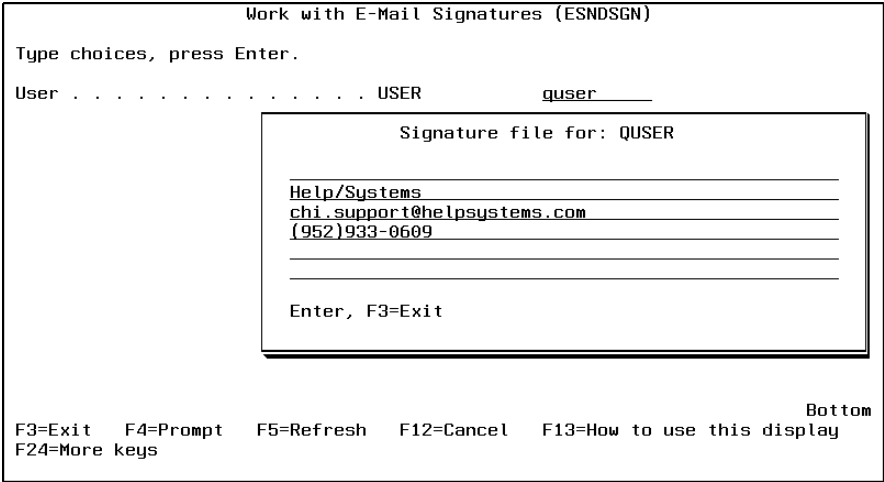 Work with E-Mail Signatures (ESNDSGN)
Type choices, press Enter.
User . . . . . . . . . . . . . . USER quser
Signature file for: QUSER
Help/Systems
chi.support@helpsystems.com
(952)933-0609
Enter, F3=Exit
Bottom
F3=Exit F4=Prompt F5=Refresh F12=Cancel F13=How to use this display
F24=More keys